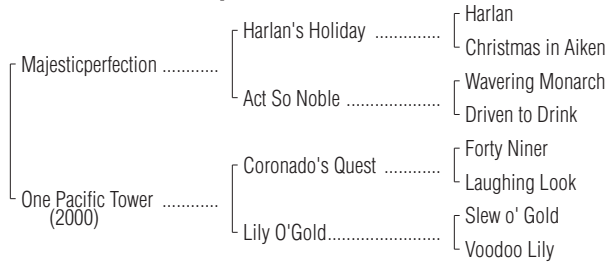 Harlan
Harlan's Holiday ..............
Christmas in Aiken
Majesticperfection ............
Wavering Monarch
Act So Noble ....................
Driven to Drink
Forty Niner
Coronado's Quest ............
Laughing Look
One Pacific Tower ............
(2000)
Slew o' Gold
Lily O'Gold........................
Voodoo Lily